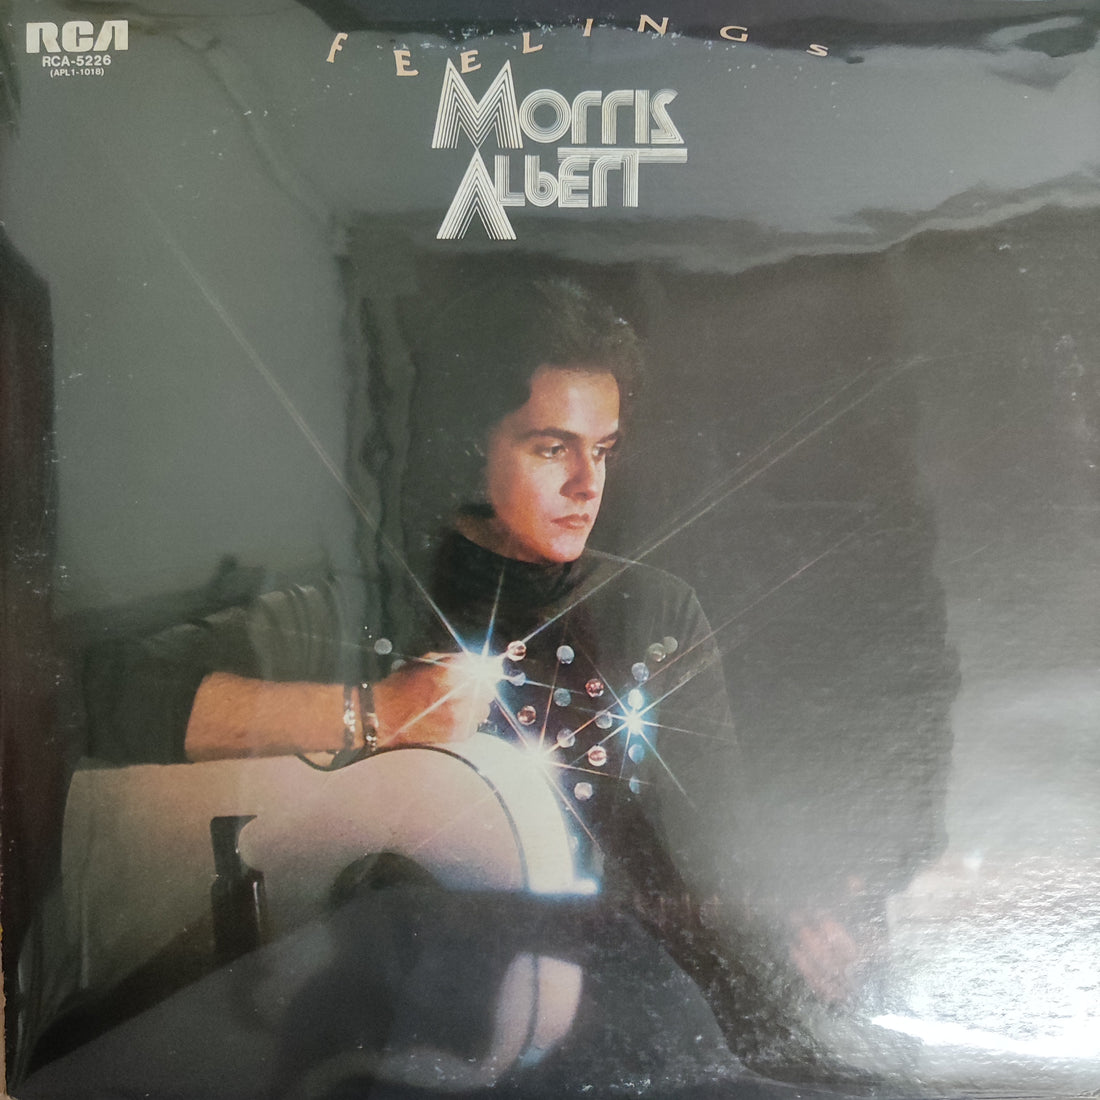 RCA
RCA-5226
(APL1-1018)
FEELINGS
Morris
Albert